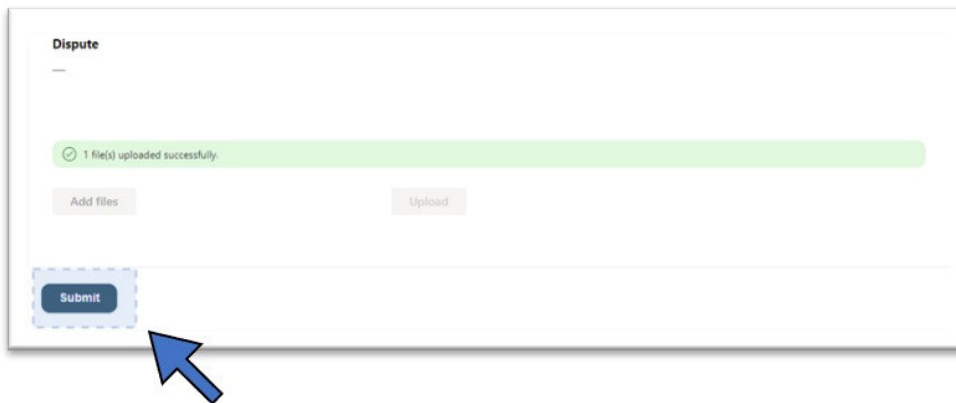 Dispute
—
1 file(s) uploaded successfully.
Add files
Upload
Submit